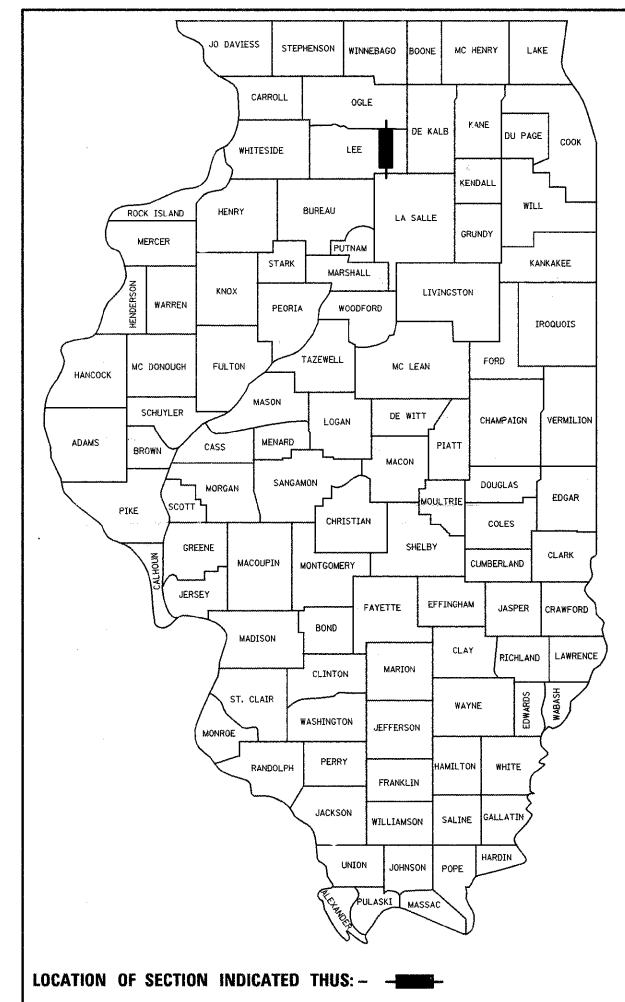 JO DAVIESS STEPHENSON WINNEBAGO BOONE MC HENRY LAKE
CARROLL OGLE DE KALB KANE DU PAGE COOK
WHITESIDE LEE
KENDALL WILL
ROCK ISLAND HENRY BUREAU LA SALLE GRUNDY
MERCER PUTNAM KANKAKEE
STARK MARSHALL
HENDERSON WARREN KNOX PEORIA WOODFORD LIVINGSTON IROQUOIS
HANCOCK MC DONOUGH FULTON TAZEWELL MC LEAN FORD
SCHUYLER MASON LOGAN DE WITT CHAMPAIGN VERMILION
ADAMS BROWN CASS MENARD MACON PIATT
MORGAN SANGAMON DOUGLAS EDGAR
PIKE SCOTT CHRISTIAN MOULTRIE COLES
CALHOUN GREENE MACOUPIN MONTGOMERY SHELBY CUMBERLAND CLARK
JERSEY FAYETTE EFFINGHAM JASPER CRAWFORD
MADISON BOND
CLINTON MARION CLAY RICHLAND LAWRENCE
ST. CLAIR WASHINGTON WAYNE EDWARDS WABASH
MONROE JEFFERSON
RANDOLPH PERRY HAMILTON WHITE
FRANKLIN
JACKSON WILLIAMSON SALINE GALLATIN
UNION JOHNSON POPE HARDIN
ALEXANDER PULASKI MASSAC
LOCATION OF SECTION INDICATED THUS: -